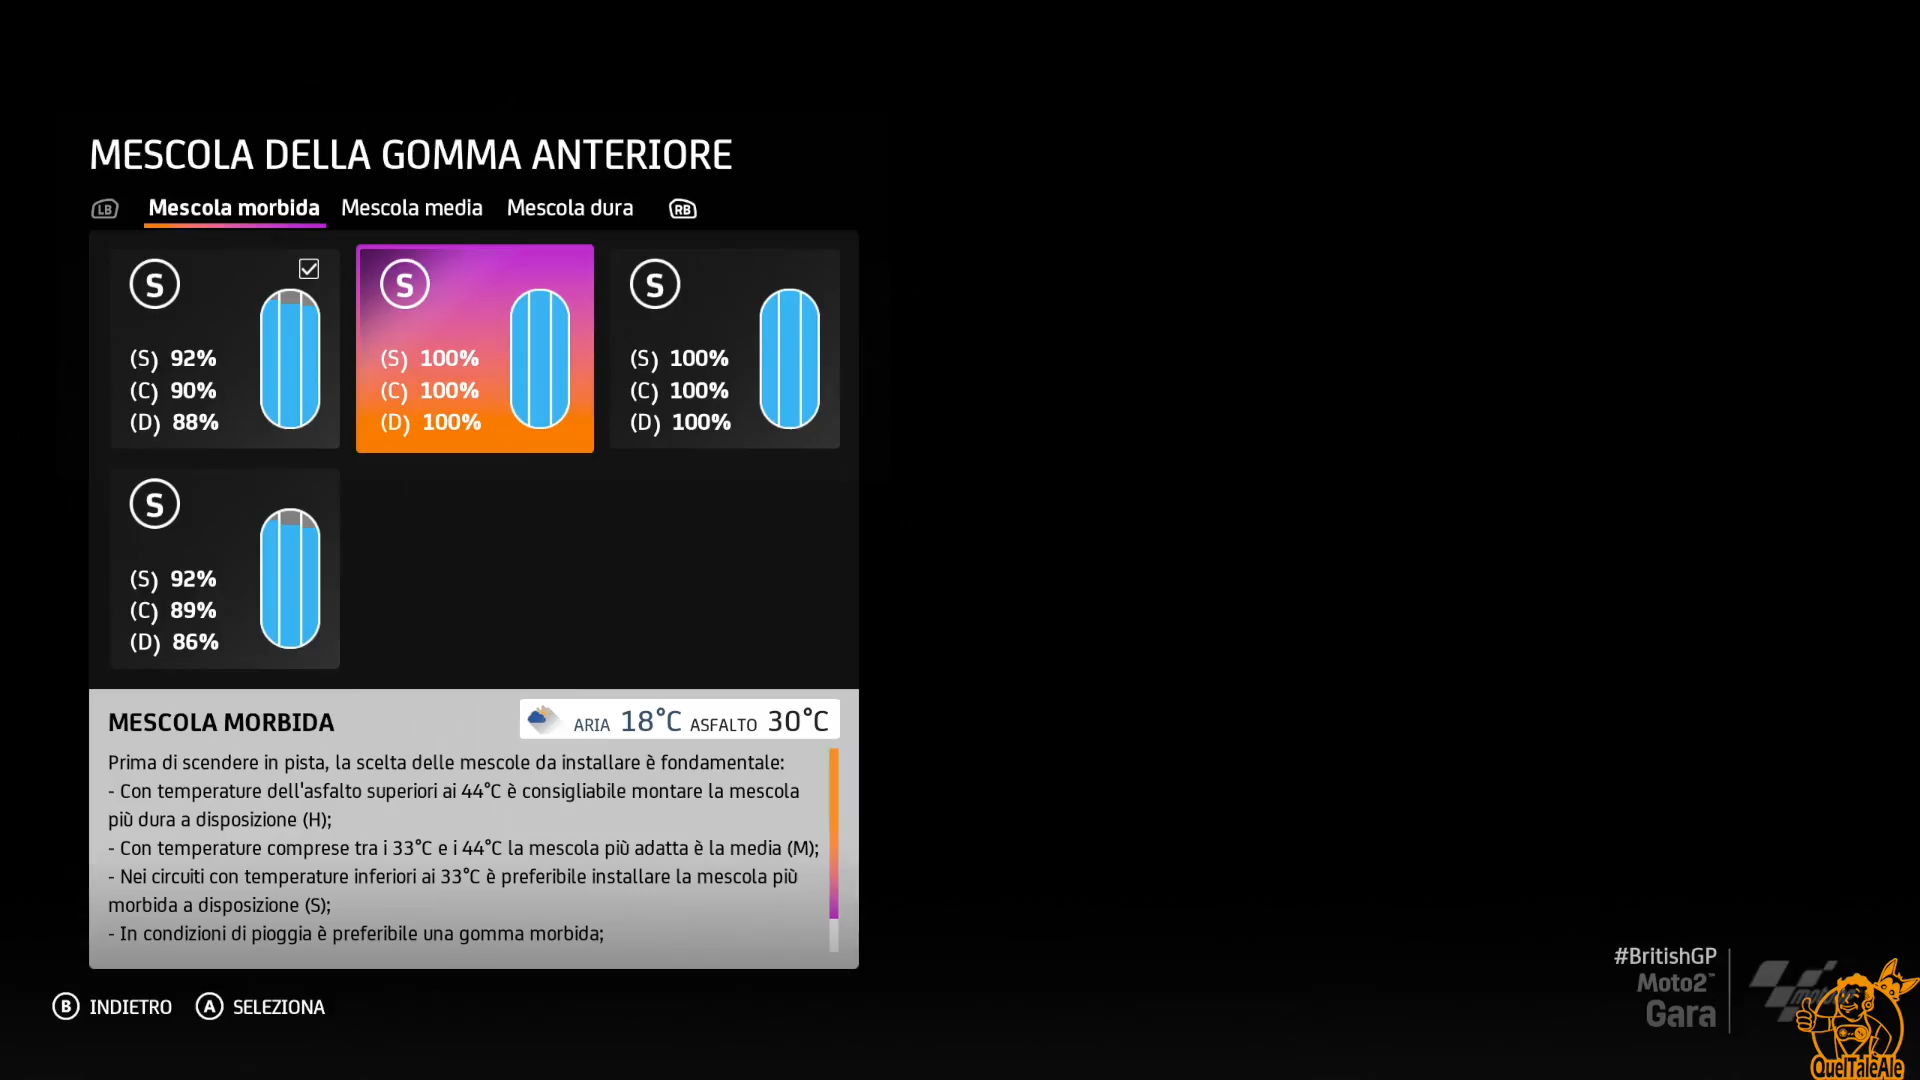 MESCOLA DELLA GOMMA ANTERIORE
LB Mescola morbida Mescola media Mescola dura RB
S
(S) 92%
(C) 90%
(D) 88%
S
(S) 100%
(C) 100%
(D) 100%
S
(S) 100%
(C) 100%
(D) 100%
S
(S) 92%
(C) 89%
(D) 86%
MESCOLA MORBIDA
ARIA 18°C ASFALTO 30°C
Prima di scendere in pista, la scelta delle mescole da installare è fondamentale:
- Con temperature dell'asfalto superiori ai 44°C è consigliabile montare la mescola
più dura a disposizione (H);
- Con temperature comprese tra i 33°C e i 44°C la mescola più adatta è la media (M);
- Nei circuiti con temperature inferiori ai 33°C è preferibile installare la mescola più
morbida a disposizione (S);
- In condizioni di pioggia è preferibile una gomma morbida;
B INDIETRO A SELEZIONA
#BritishGP
Moto2™
Gara
QuelTaleAle